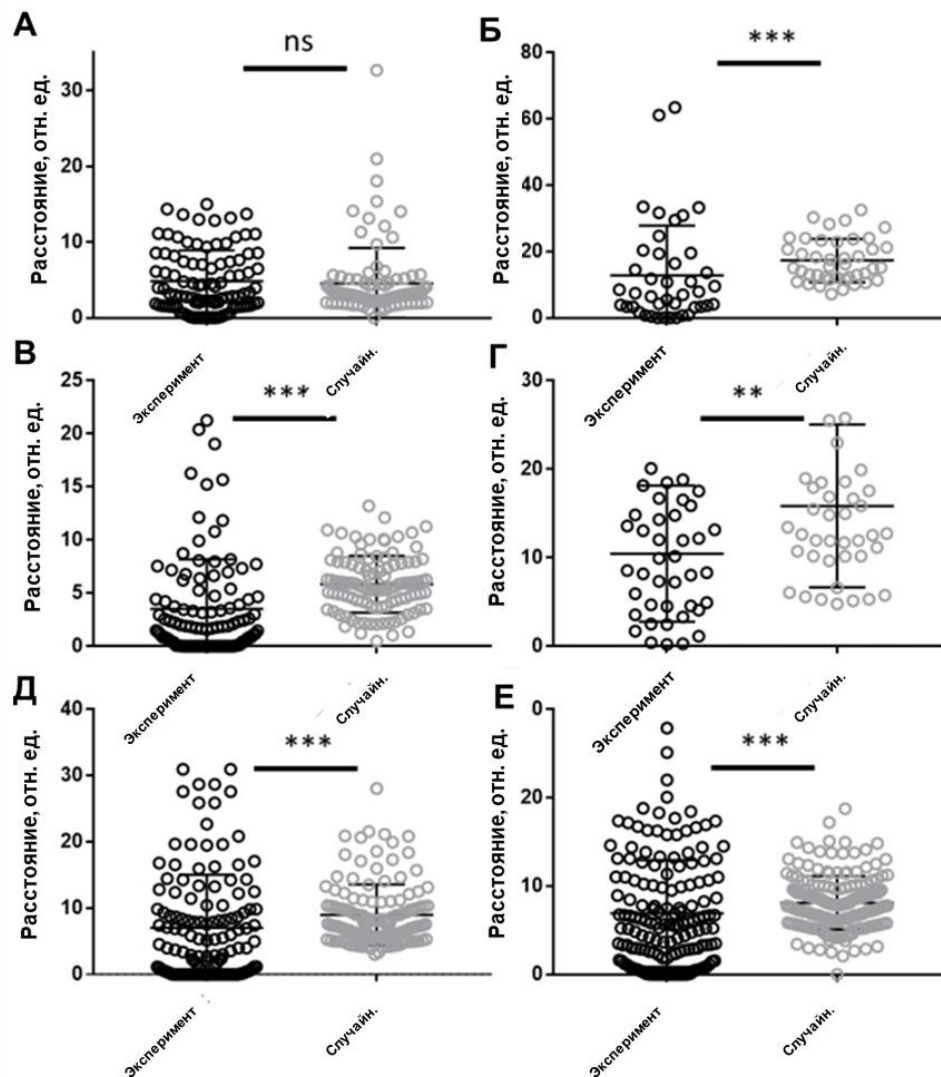 А
ns
Расстояние, отн. ед.
30
20
10
0
Эксперимент
Случайн.
Б
***
Расстояние, отн. ед.
80
60
40
20
0
Эксперимент
Случайн.
В
***
Расстояние, отн. ед.
25
20
15
10
5
0
Эксперимент
Случайн.
Г
**
Расстояние, отн. ед.
30
20
10
0
Эксперимент
Случайн.
Д
***
Расстояние, отн. ед.
40
30
20
10
0
Эксперимент
Случайн.
Е
***
Расстояние, отн. ед.
0
20
10
0
Эксперимент
Случайн.